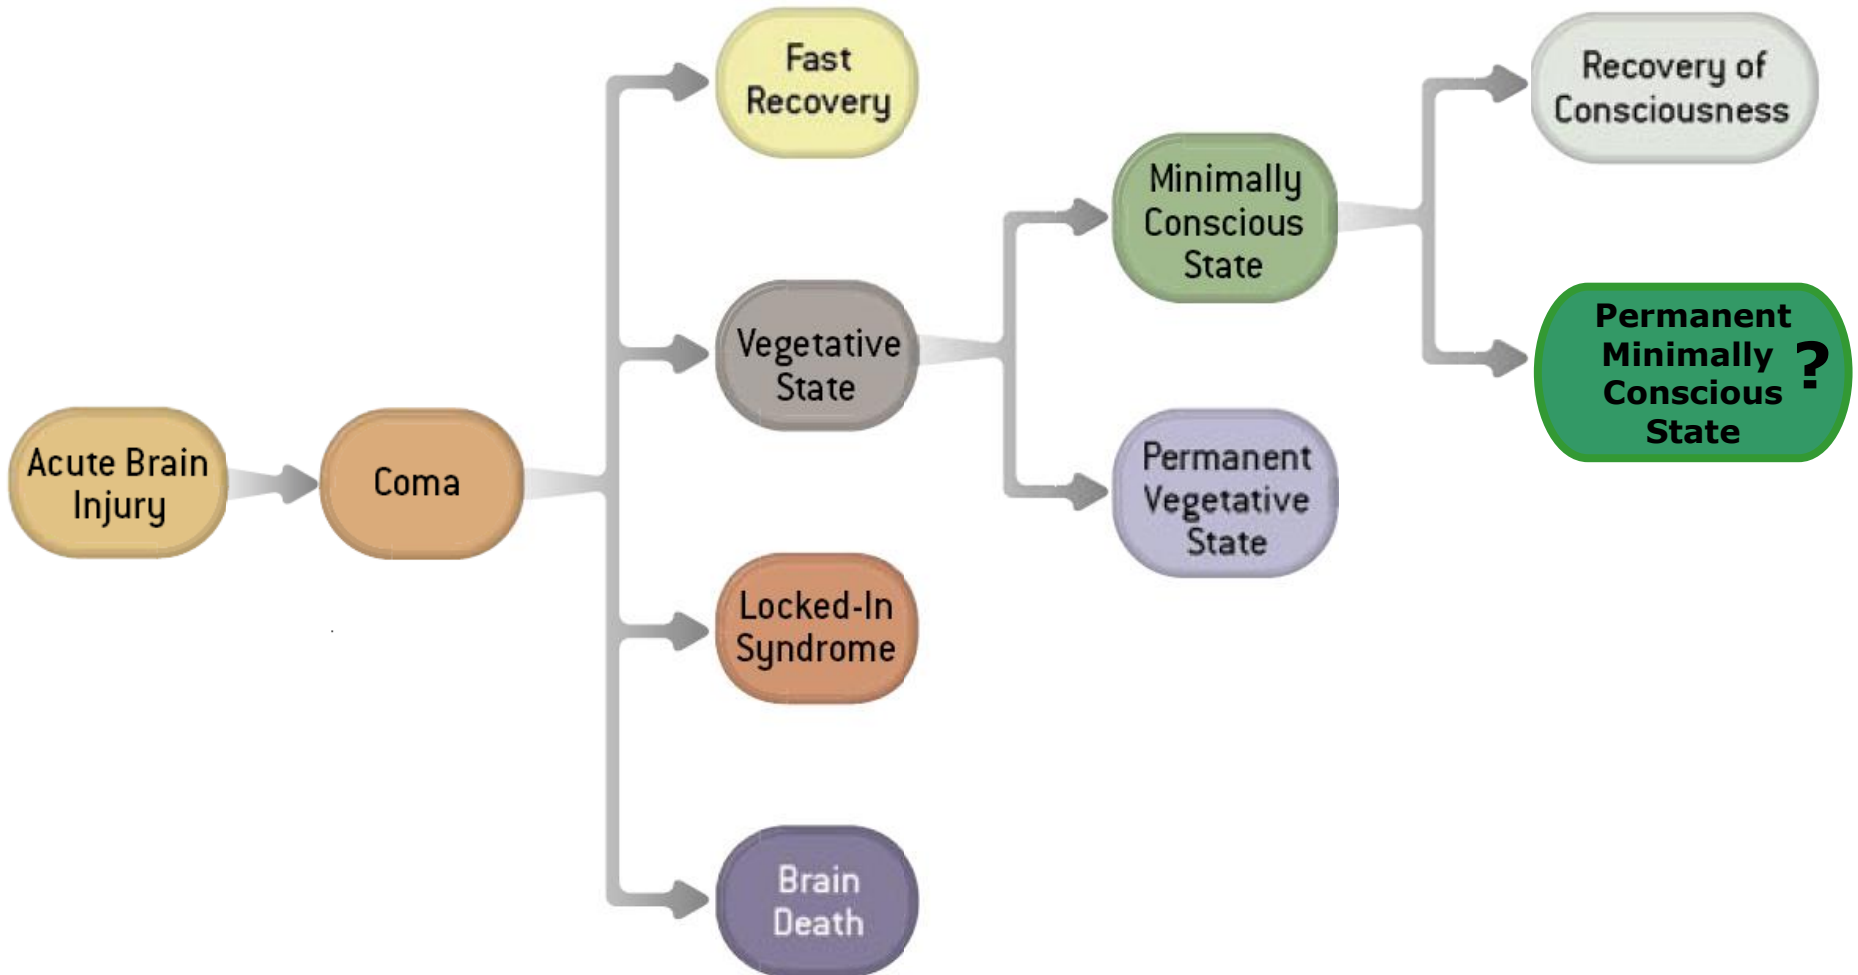 Acute Brain
Injury
Coma
Fast
Recovery
Vegetative
State
Locked-In
Syndrome
Brain
Death
Minimally
Conscious
State
Permanent
Vegetative
State
Recovery of
Consciousness
Permanent
Minimally ?
Conscious
State